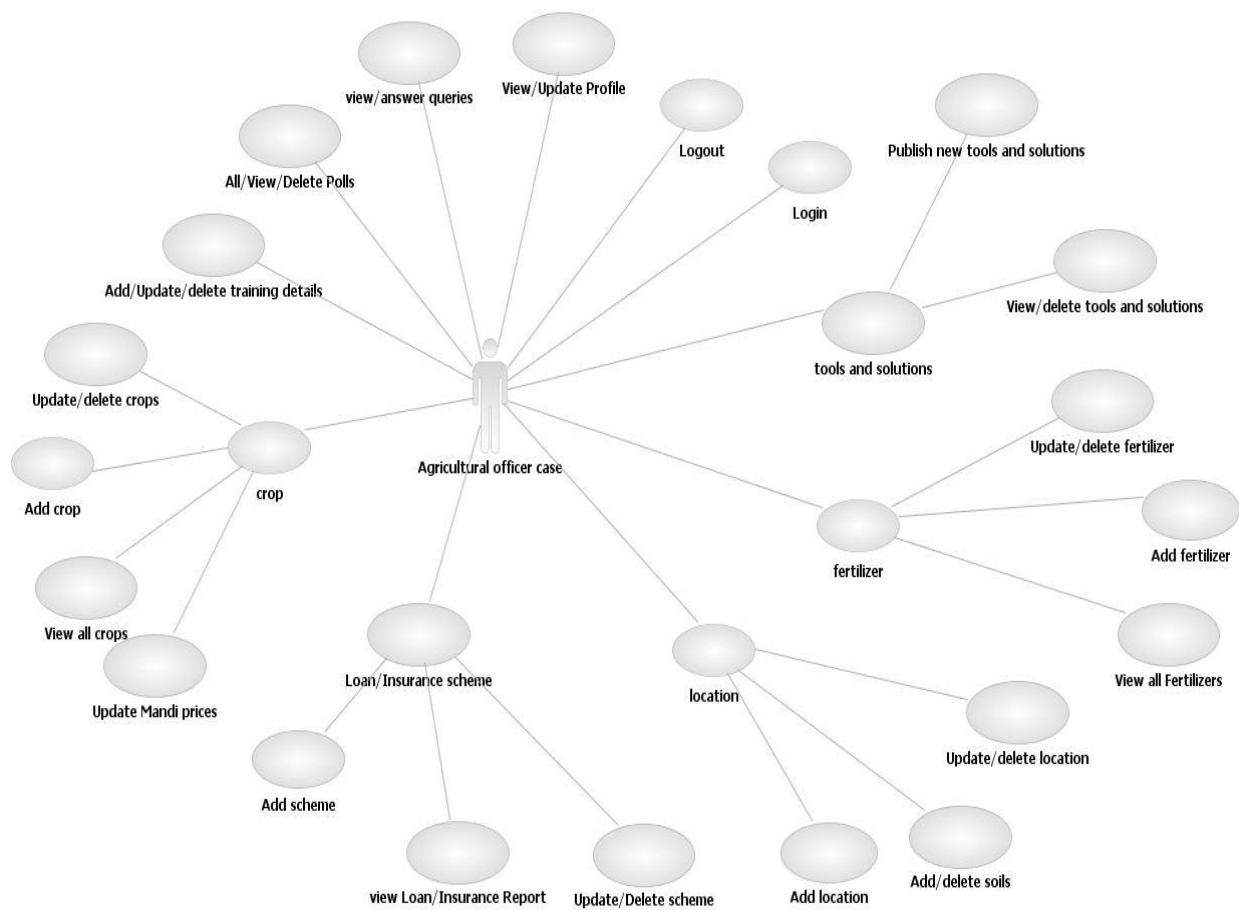 View/Update Profile
view/answer queries
Logout
Publish new tools and solutions
All/View/Delete Polls
Login
Add/Update/delete training details
View/delete tools and solutions
tools and solutions
Update/delete crops
Agricultural officer case
Update/delete fertilizer
crop
Add crop
Add fertilizer
fertilizer
View all crops
Loan/Insurance scheme
View all Fertilizers
location
Update Mandi prices
Update/delete location
Add scheme
Add/delete soils
view Loan/Insurance Report
Update/Delete scheme
Add location